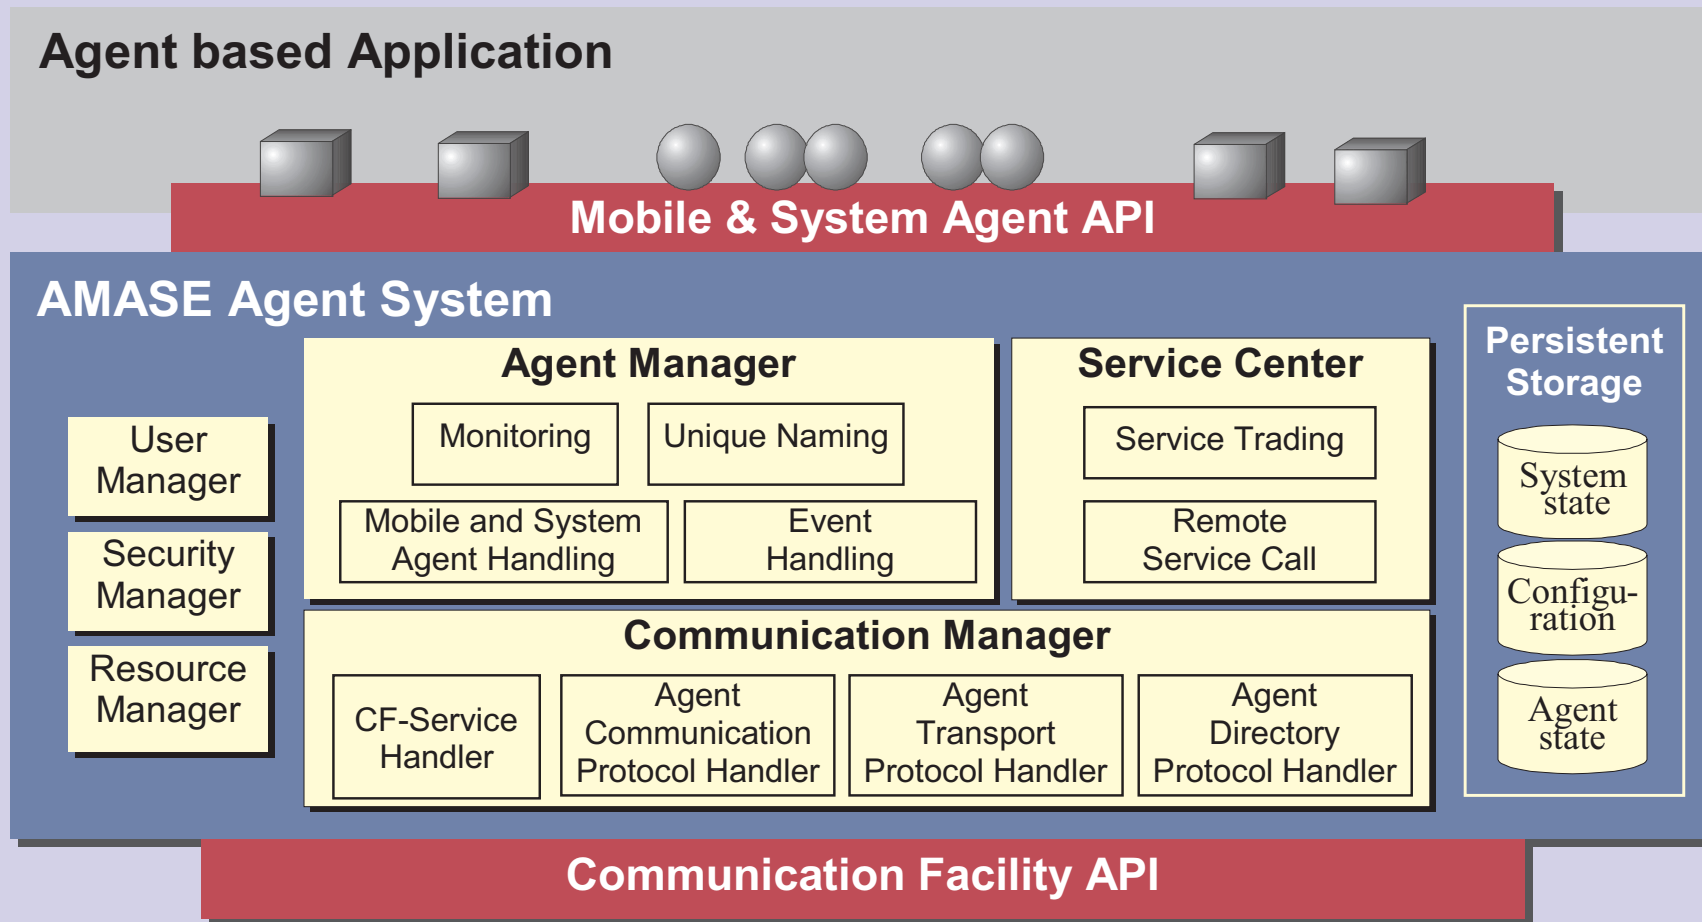 Agent based Application
Mobile & System Agent API
AMASE Agent System
User
Manager
Security
Manager
Resource
Manager
Agent Manager
Monitoring
Unique Naming
Mobile and System
Agent Handling
Event
Handling
Service Center
Service Trading
Remote
Service Call
Communication Manager
CF-Service
Handler
Agent
Communication
Protocol Handler
Agent
Transport
Protocol Handler
Agent
Directory
Protocol Handler
Persistent
Storage
System
state
Configu-
ration
Agent
state
Communication Facility API